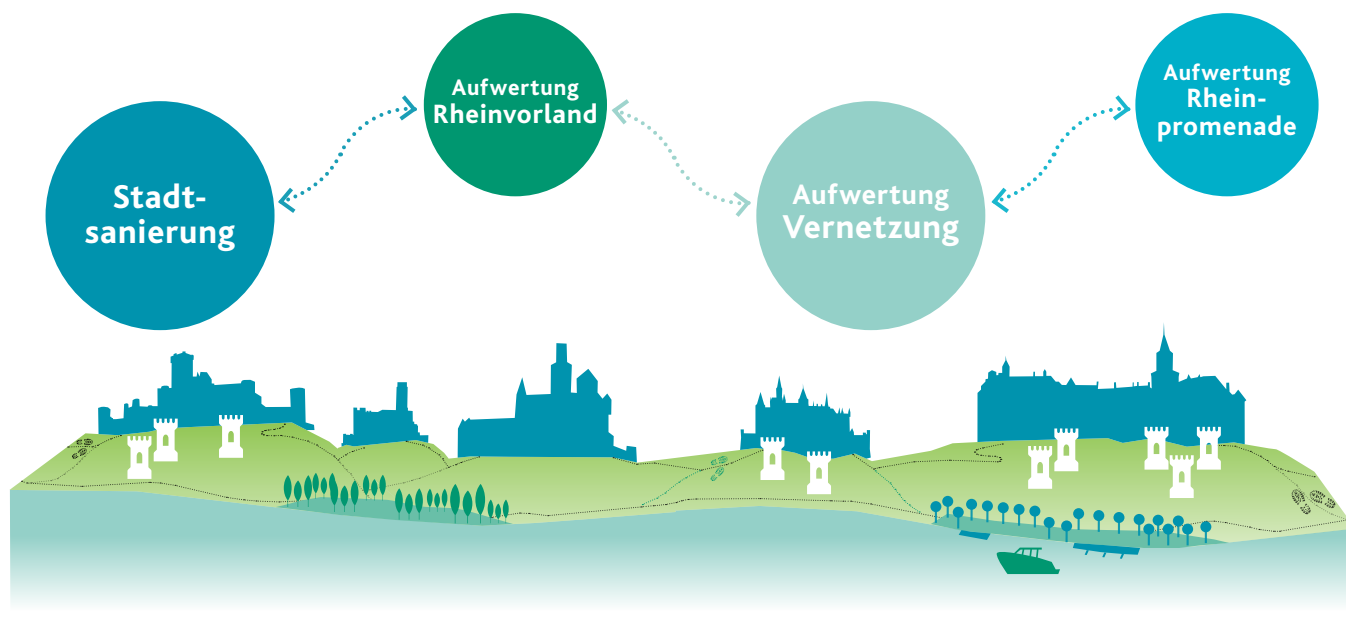 Stadt-
sanierung
Aufwertung
Rheinvorland
Aufwertung
Vernetzung
Aufwertung
Rhein-
promenade